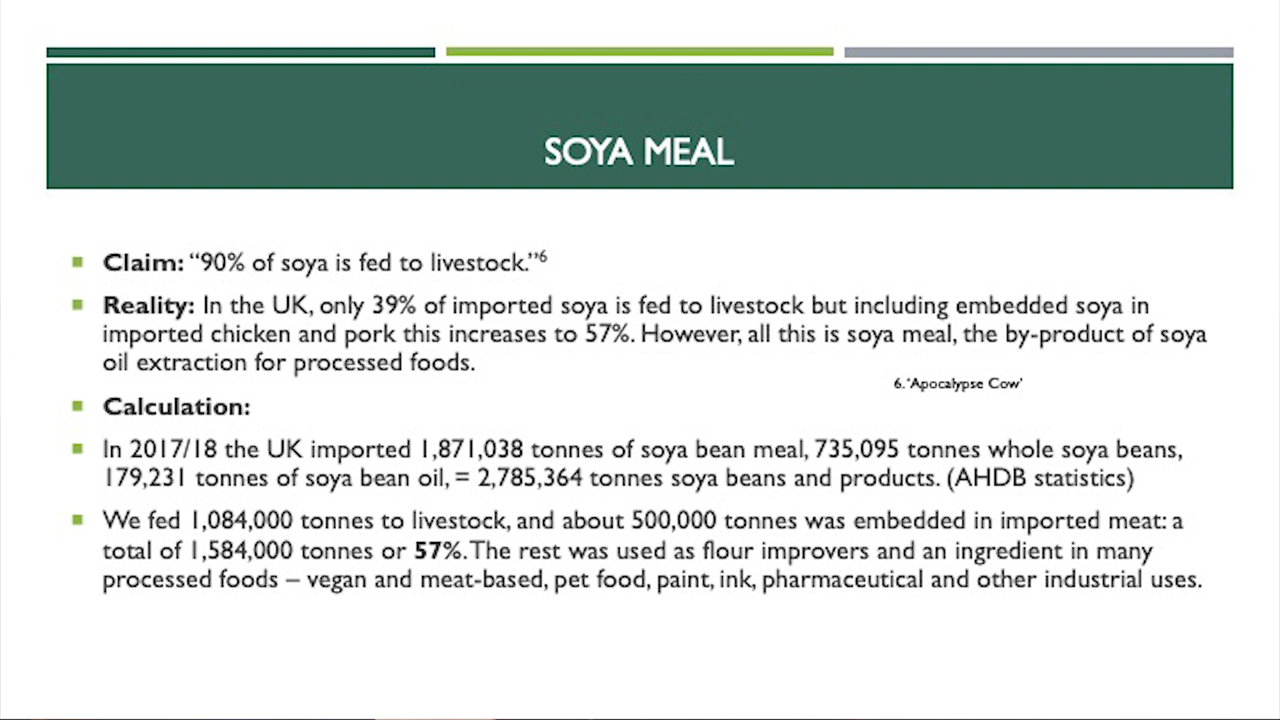 SOYA MEAL
Claim: “90% of soya is fed to livestock.”6
Reality: In the UK, only 39% of imported soya is fed to livestock but including embedded soya in
imported chicken and pork this increases to 57%. However, all this is soya meal, the by-product of soya
oil extraction for processed foods.
6. ‘Apocalypse Cow’
Calculation:
In 2017/18 the UK imported 1,871,038 tonnes of soya bean meal, 735,095 tonnes whole soya beans,
179,231 tonnes of soya bean oil, = 2,785,364 tonnes soya beans and products. (AHDB statistics)
We fed 1,084,000 tonnes to livestock, and about 500,000 tonnes was embedded in imported meat: a
total of 1,584,000 tonnes or 57%. The rest was used as flour improvers and an ingredient in many
processed foods – vegan and meat-based, pet food, paint, ink, pharmaceutical and other industrial uses.